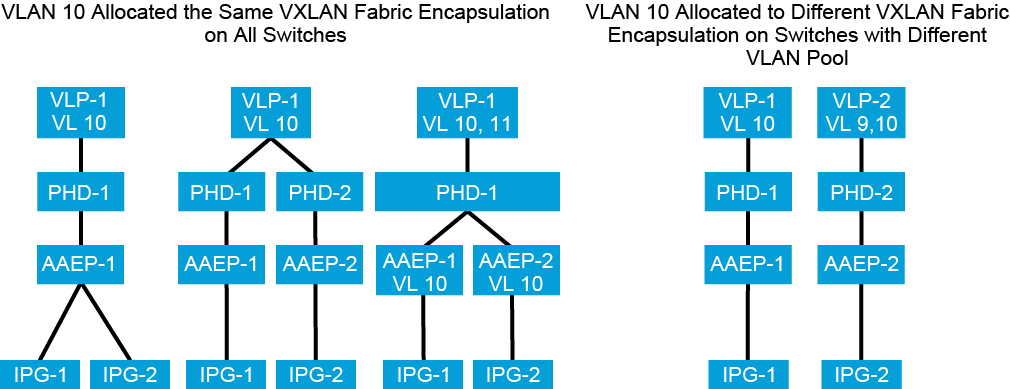 VLAN 10 Allocated the Same VXLAN Fabric Encapsulation
on All Switches
VLAN 10 Allocated to Different VXLAN Fabric
Encapsulation on Switches with Different
VLAN Pool
VLP-1
VL 10
PHD-1
AAEP-1
IPG-1
IPG-2
VLP-1
VL 10
PHD-1
PHD-2
AAEP-1
AAEP-2
IPG-1
IPG-2
VLP-1
VL 10, 11
PHD-1
AAEP-1
VL 10
AAEP-2
VL 10
IPG-1
IPG-2
VLP-1
VL 10
PHD-1
AAEP-1
IPG-1
VLP-2
VL 9,10
PHD-2
AAEP-2
IPG-2